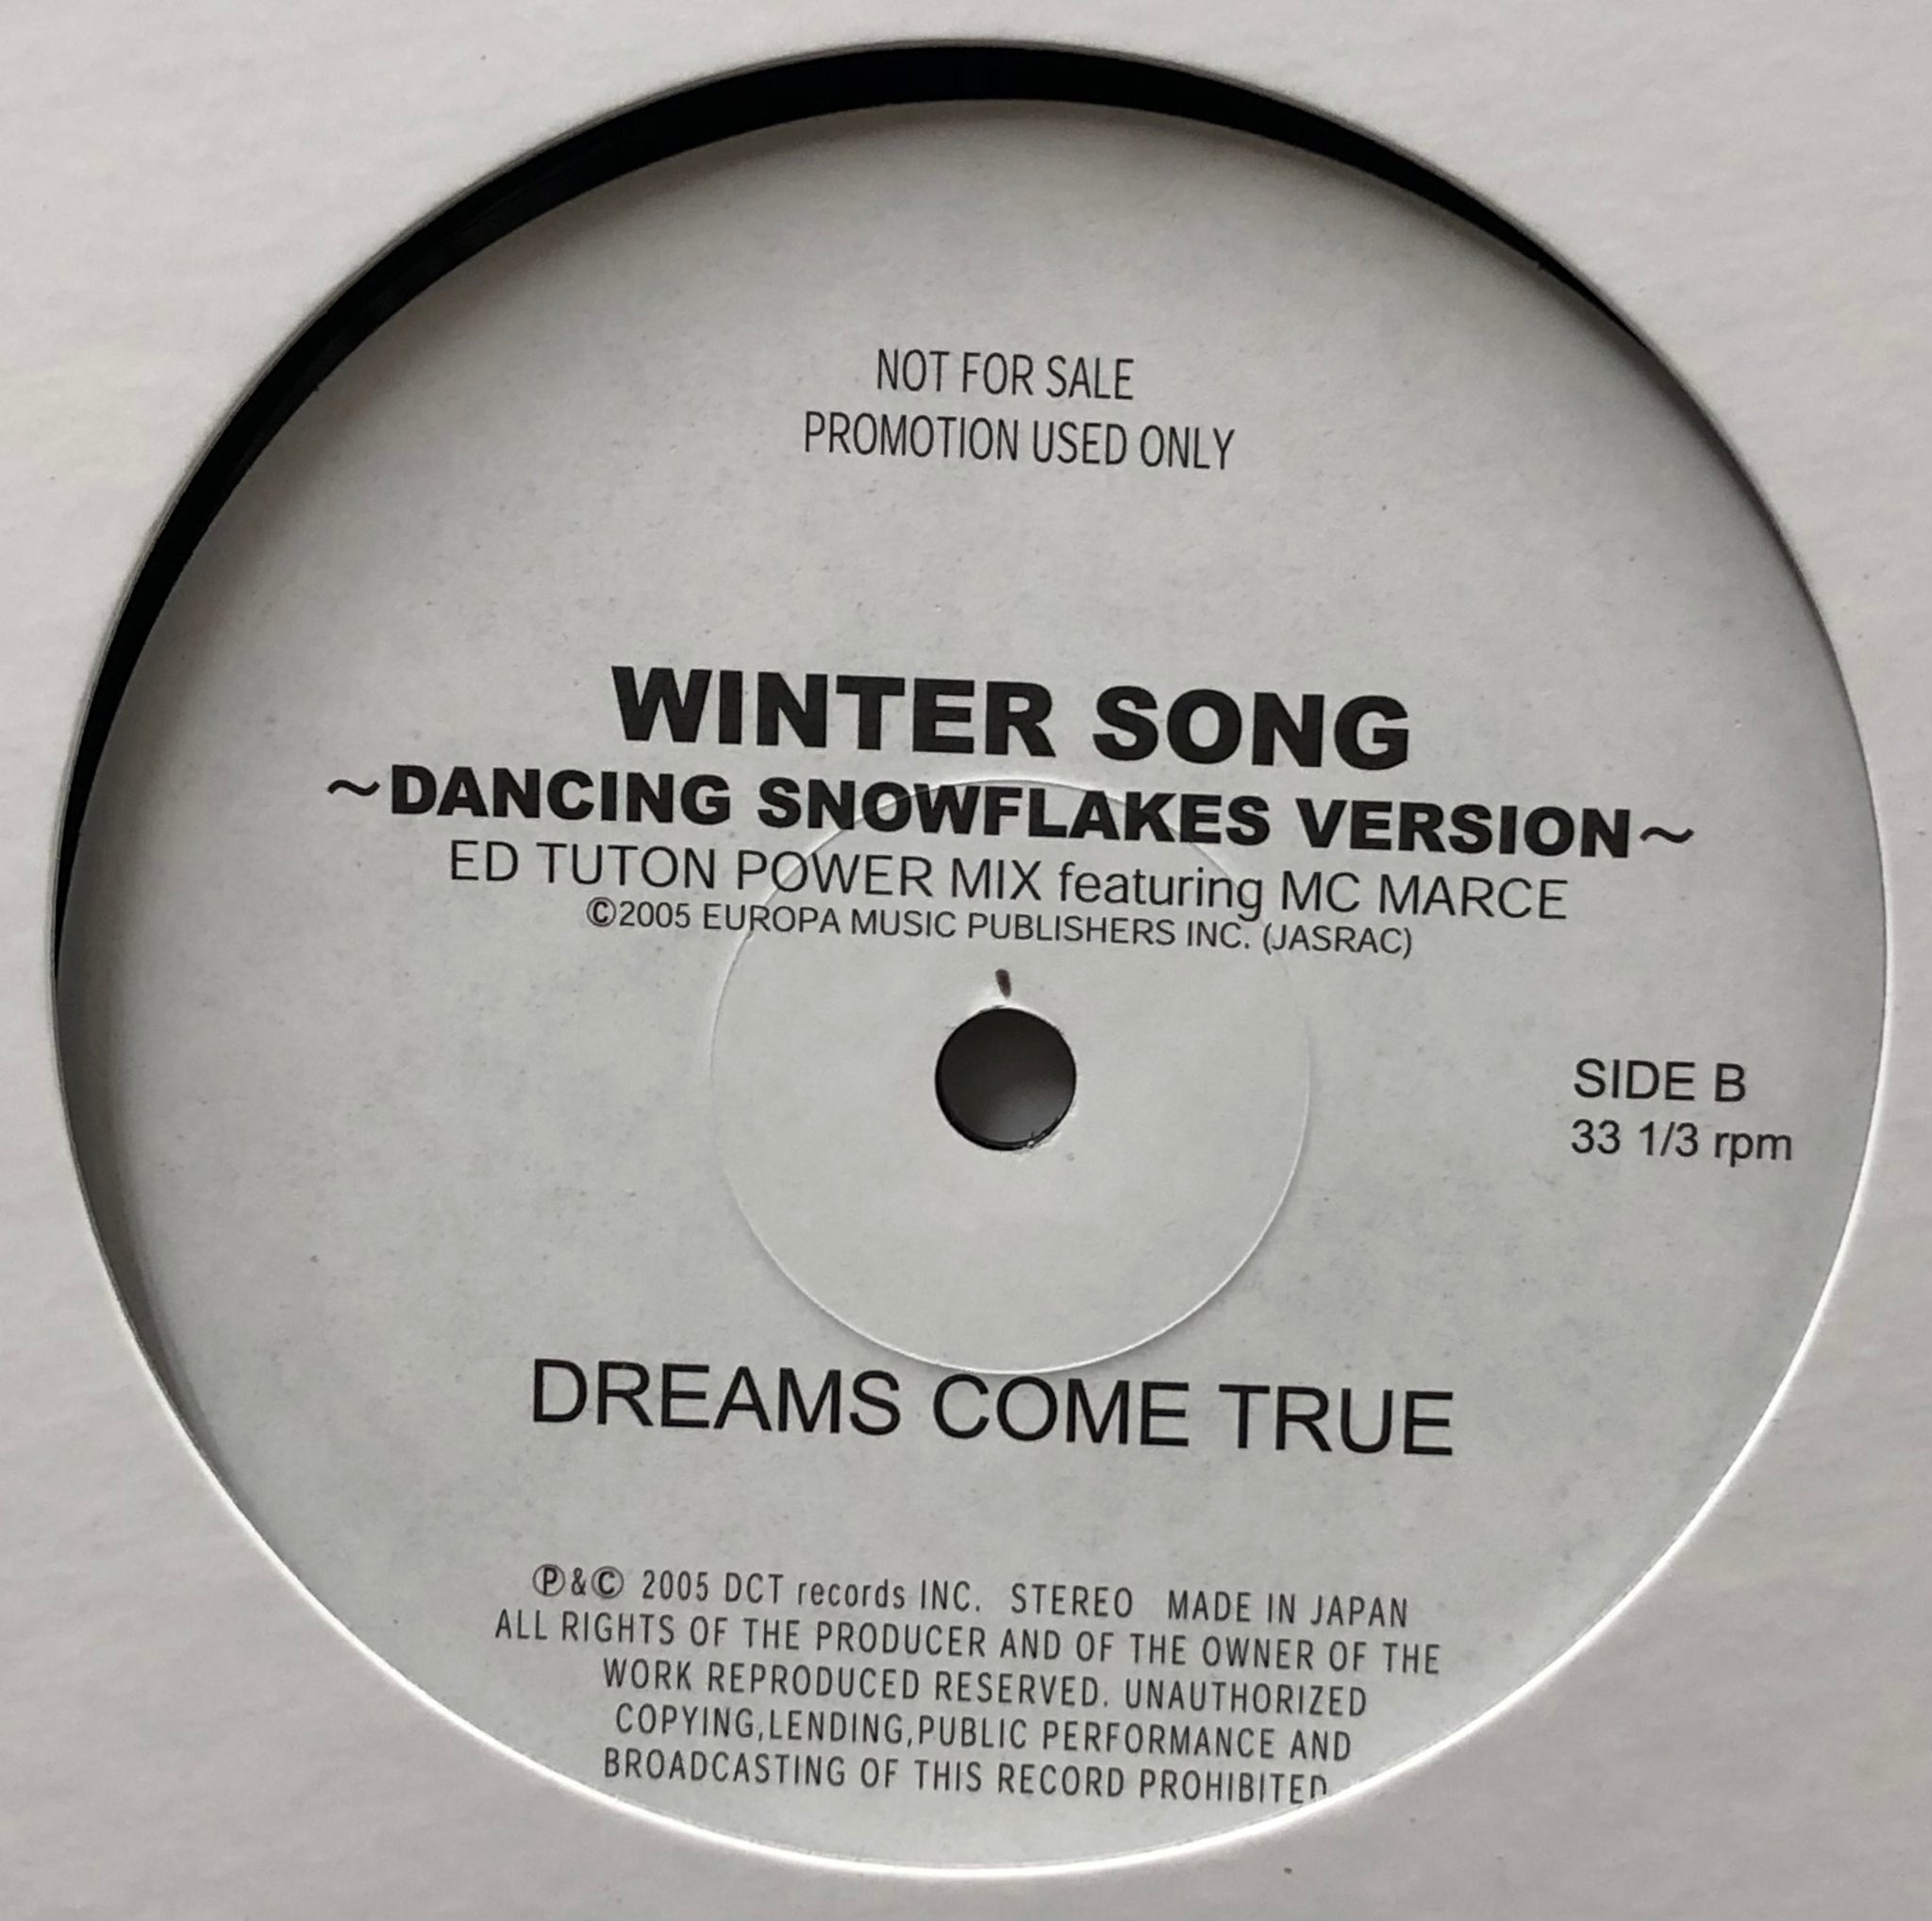 NOT FOR SALE
PROMOTION USED ONLY
WINTER SONG
~DANCING SNOWFLAKES VERSION~
ED TUTON POWER MIX featuring MC MARCE
©2005 EUROPA MUSIC PUBLISHERS INC. (JASRAC)
SIDE B
33 1/3 rpm
DREAMS COME TRUE
Ⓟ&© 2005 DCT records INC. STEREO MADE IN JAPAN
ALL RIGHTS OF THE PRODUCER AND OF THE OWNER OF THE
WORK REPRODUCED RESERVED. UNAUTHORIZED
COPYING,LENDING,PUBLIC PERFORMANCE AND
BROADCASTING OF THIS RECORD PROHIBITED